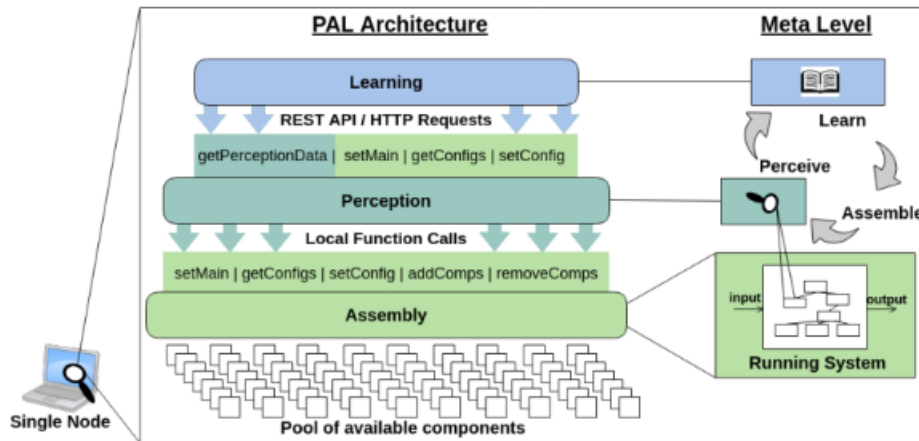 PAL Architecture
Meta Level
Learning
Learn
REST API / HTTP Requests
getPerceptionData | setMain | getConfigs | setConfig
Perceive
Perception
Assemble
Local Function Calls
setMain | getConfigs | setConfig | addComps | removeComps
Assembly
input
output
Running System
Single Node
Pool of available components